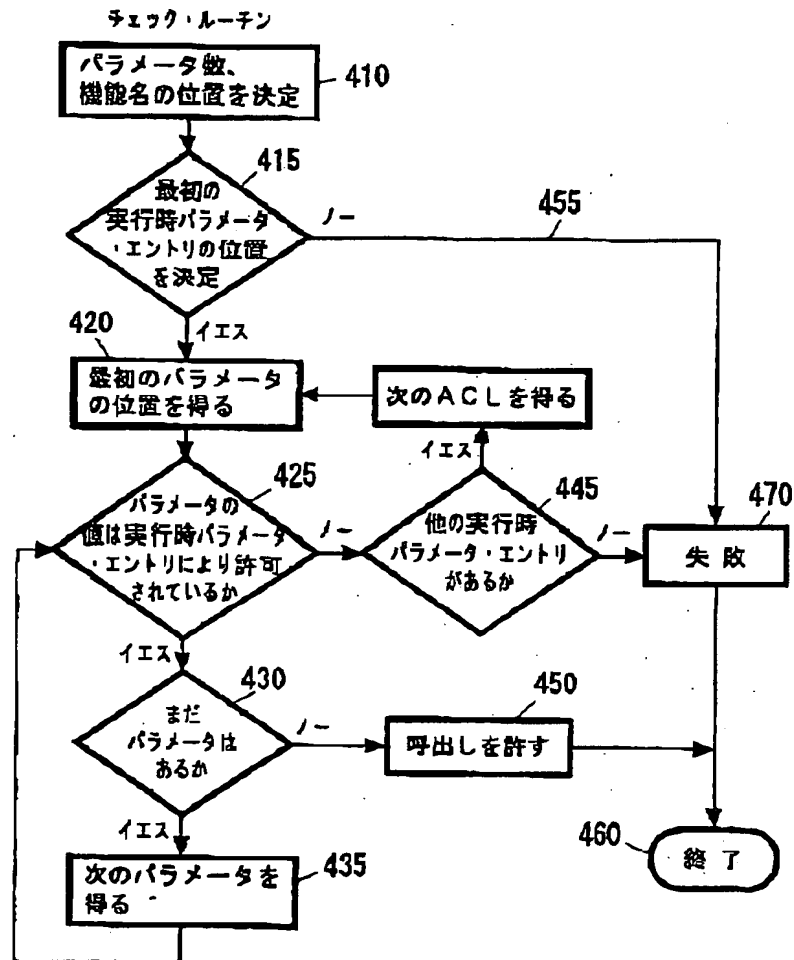 チェック・ルーチン
パラメータ数、
機能名の位置を決定
410
415
最初の
実行時パラメータ
・エントリの位置
を決定
ノー
455
イエス
420
最初のパラメータ
の位置を得る
次のACLを得る
イエス
425
パラメータの
値は実行時パラメータ
・エントリにより許可
されているか
ノー
445
他の実行時
パラメータ・エントリ
があるか
ノー
470
失敗
イエス
430
まだ
パラメータは
あるか
ノー
450
呼出しを許す
イエス
435
次のパラメータを
得る
460
終了